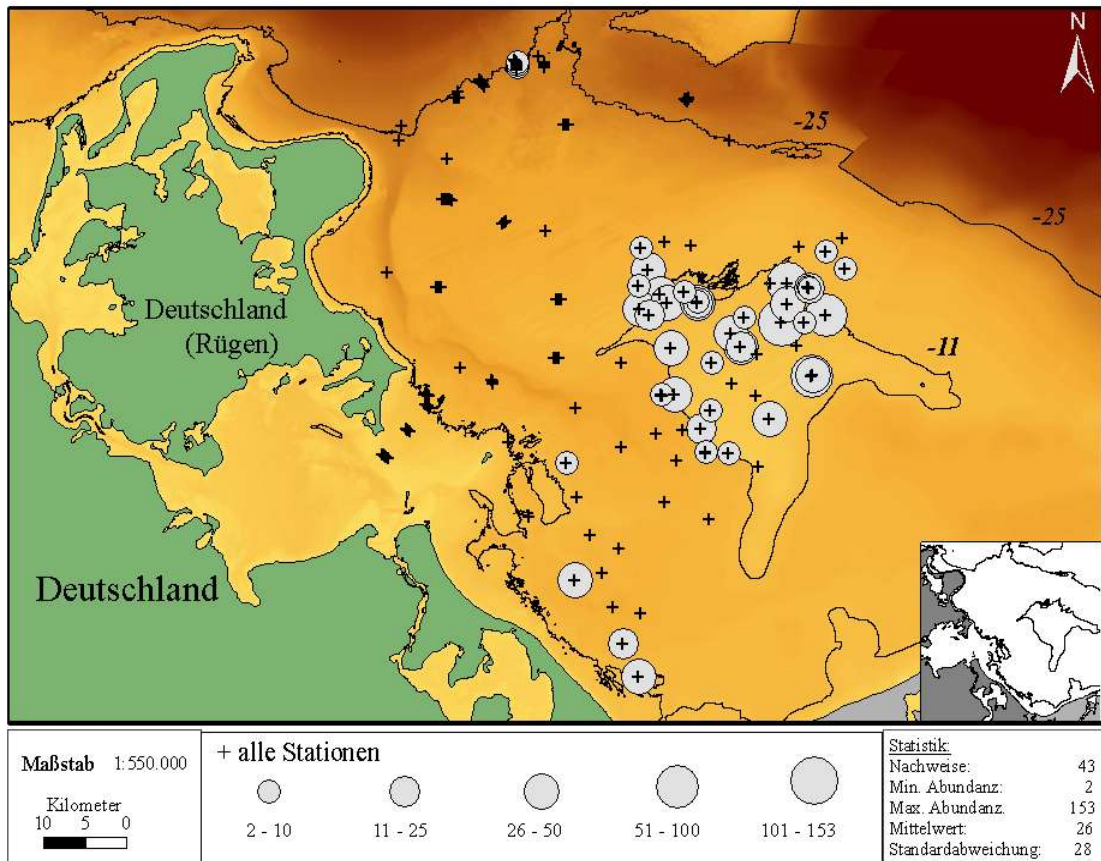 N
-25
-25
-11
Deutschland
(Rügen)
Deutschland
Maßstab 1:550.000
Kilometer
10 5 0
+ alle Stationen
2 - 10
11 - 25
26 - 50
51 - 100
101 - 153
Statistik:
Nachweise: 43
Min. Abundanz: 2
Max. Abundanz. 153
Mittelwert: 26
Standardabweichung: 28